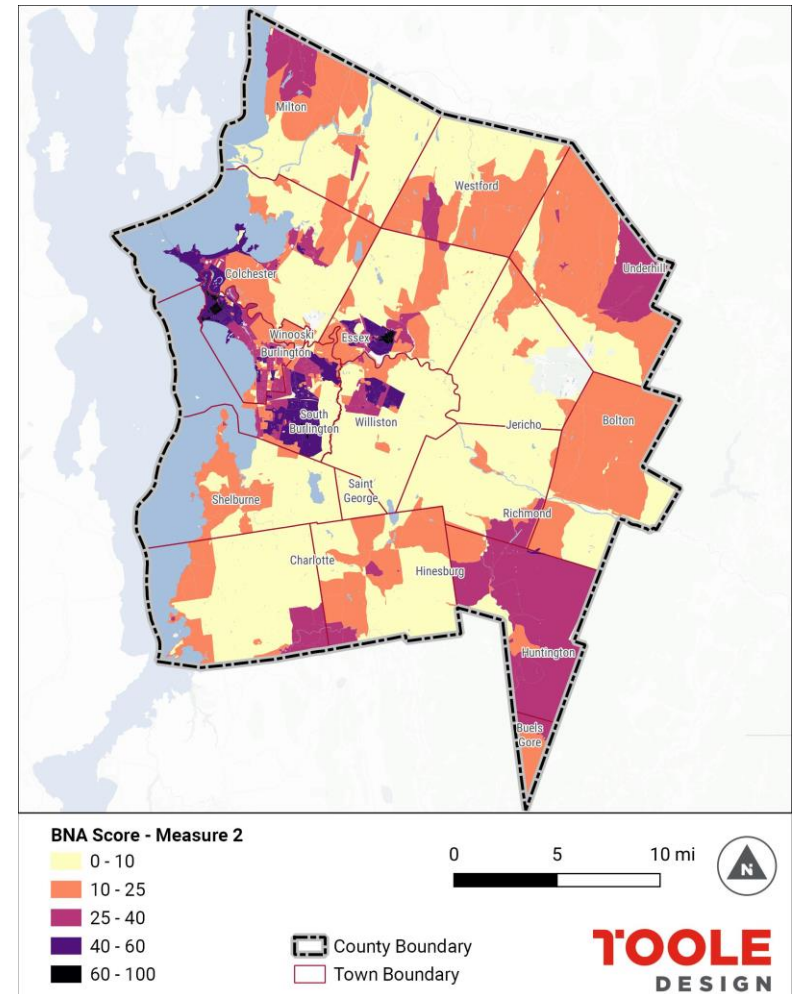 Milton
Westford
Underhill
Colchester
Winooski
Essex
Burlington
Bolton
South
Burlington
Williston
Jericho
Saint
George
Shelburne
Richmond
Charlotte
Hinesburg
Huntington
Buels
Gore
BNA Score - Measure 2
0 - 10
10 - 25
25 - 40
40 - 60
60 - 100
0 5 10 mi
N
County Boundary
Town Boundary
TOOLE
DESIGN